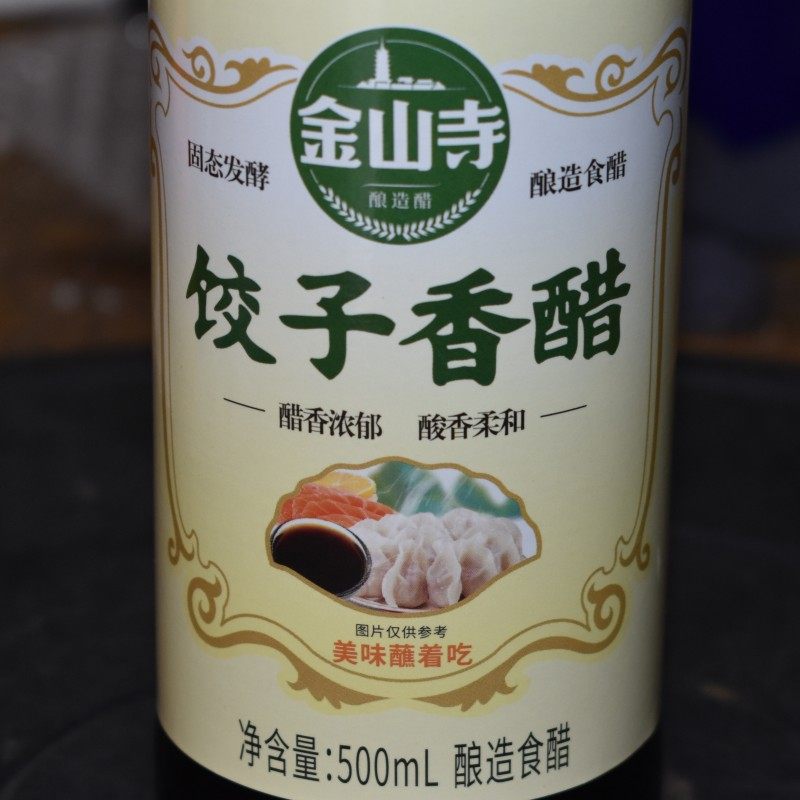 金山寺
酿造醋
固态发酵
酿造食醋
饺子香醋
醋香浓郁 酸香柔和
图片仅供参考
美味蘸着吃
净含量:500mL 酿造食醋